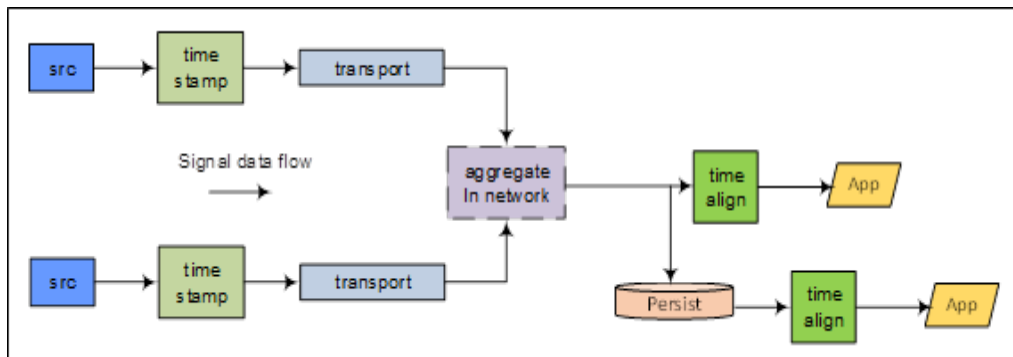 src
time
stamp
transport
Signal data flow
aggregate
In network
time
align
App
src
time
stamp
transport
Persist
time
align
App